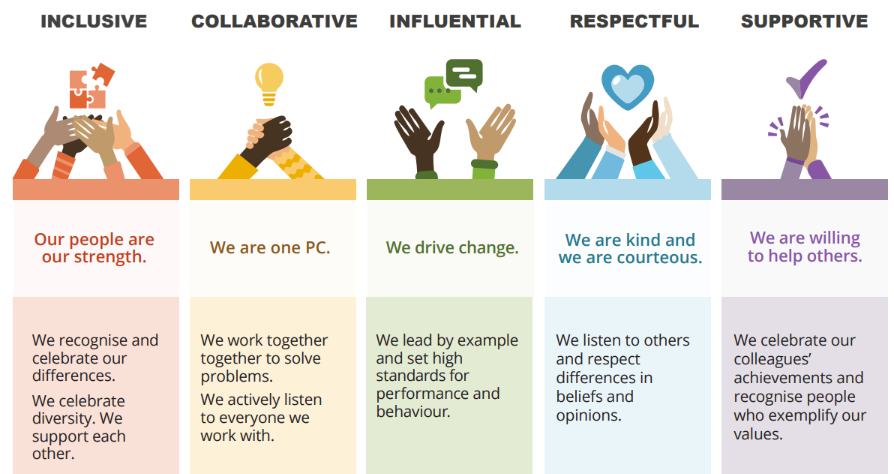 INCLUSIVE
Our people are
our strength.
We recognise and
celebrate our
differences.
We celebrate
diversity. We
support each
other.
COLLABORATIVE
We are one PC.
We work together
together to solve
problems.
We actively listen
to everyone we
work with.
INFLUENTIAL
We drive change.
We lead by example
and set high
standards for
performance and
behaviour.
RESPECTFUL
We are kind and
we are courteous.
We listen to others
and respect
differences in
beliefs and
opinions.
SUPPORTIVE
We are willing
to help others.
We celebrate our
colleagues’
achievements and
recognise people
who exemplify our
values.